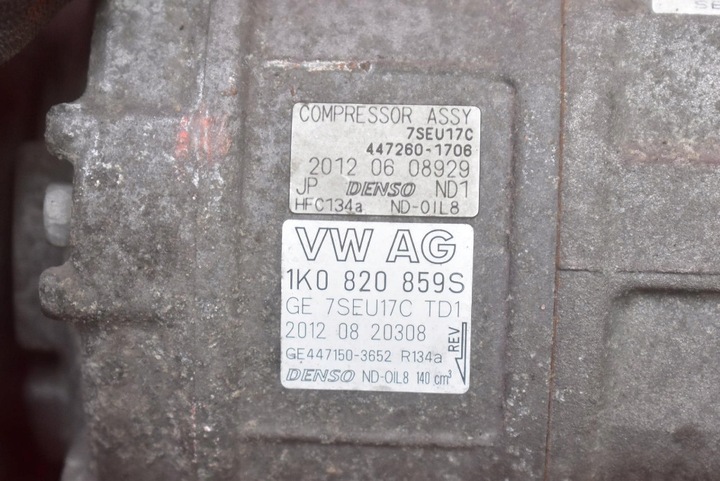 COMPRESSOR ASSY
7SEU17C
447260-1706
2012 06 08929
JP DENSO ND1
HFC134a ND-OIL8
VW AG
1K0 820 859S
GE 7SEU17C TD1
2012 08 20308
REV
GE447150-3652 R134a
DENSO ND-OIL8 140 cm³